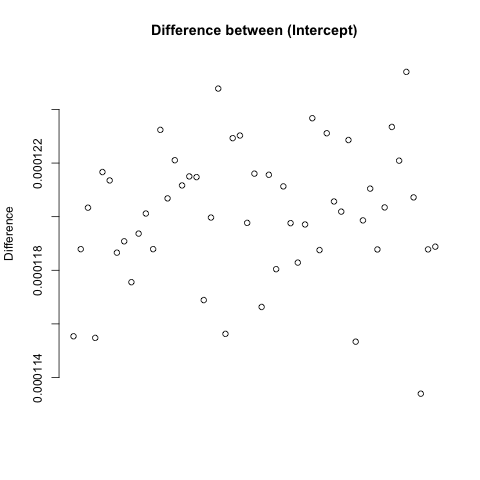 Difference between (Intercept)
Difference
0.000122
0.000118
0.000114